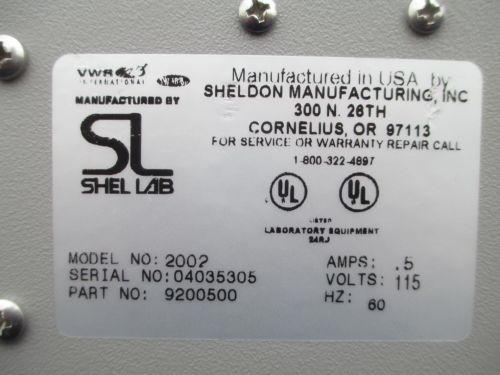 VWR
INTERNATIONAL
Manufactured in USA by
MANUFACTURED BY
SHELDON MANUFACTURING, INC
300 N. 26TH
CORNELIUS, OR 97113
FOR SERVICE OR WARRANTY REPAIR CALL
1-800-322-4897
SL
SHEL LAB
UL
UL
LISTED
LABORATORY EQUIPMENT
24RJ
MODEL NO: 2002
AMPS: .5
SERIAL NO: 04035305
VOLTS: 115
PART NO: 9200500
HZ: 60